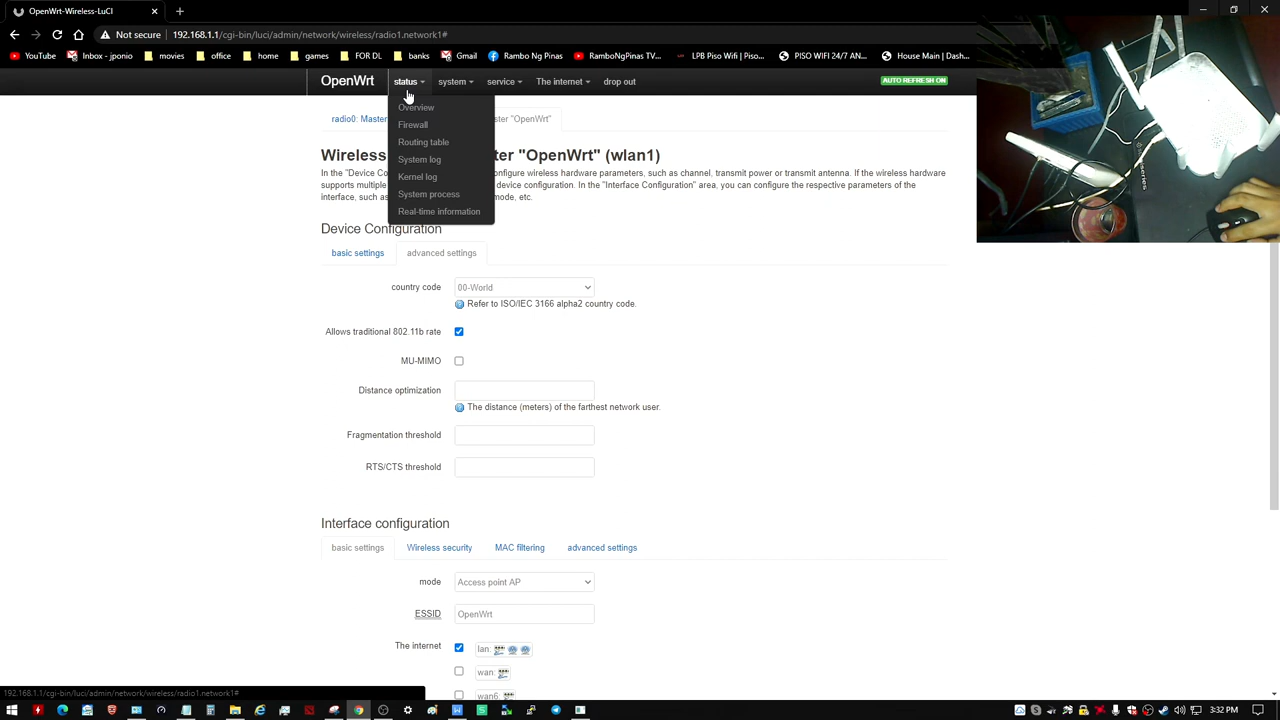 OpenWrt-Wireless-LuCI
Not secure 192.168.1.1/cgi-bin/luci/admin/network/wireless/radio1.network1#
YouTube Inbox - jponio movies office home games FOR DL banks Gmail Rambo Ng Pinas RamboNgPinas TV... LPB Piso Wifi | Piso... PISO WIFI 24/7 AN... House Main | Dash...
OpenWrt status system service The internet drop out AUTO REFRESH ON
Overview
Firewall
Routing table
System log
Kernel log
System process
Real-time information
radio0: Master ster "OpenWrt"
Wireless ter "OpenWrt" (wlan1)
In the "Device Co onfigure wireless hardware parameters, such as channel, transmit power or transmit antenna. If the wireless hardware
supports multiple device configuration. In the "Interface Configuration" area, you can configure the respective parameters of the
interface, such as mode, etc.
Device Configuration
basic settings advanced settings
country code 00-World
Refer to ISO/IEC 3166 alpha2 country code.
Allows traditional 802.11b rate
MU-MIMO
Distance optimization
The distance (meters) of the farthest network user.
Fragmentation threshold
RTS/CTS threshold
Interface configuration
basic settings Wireless security MAC filtering advanced settings
mode Access point AP
ESSID OpenWrt
The internet lan:
wan:
wan6:
192.168.1.1/cgi-bin/luci/admin/network/wireless/radio1.network1#
3:32 PM